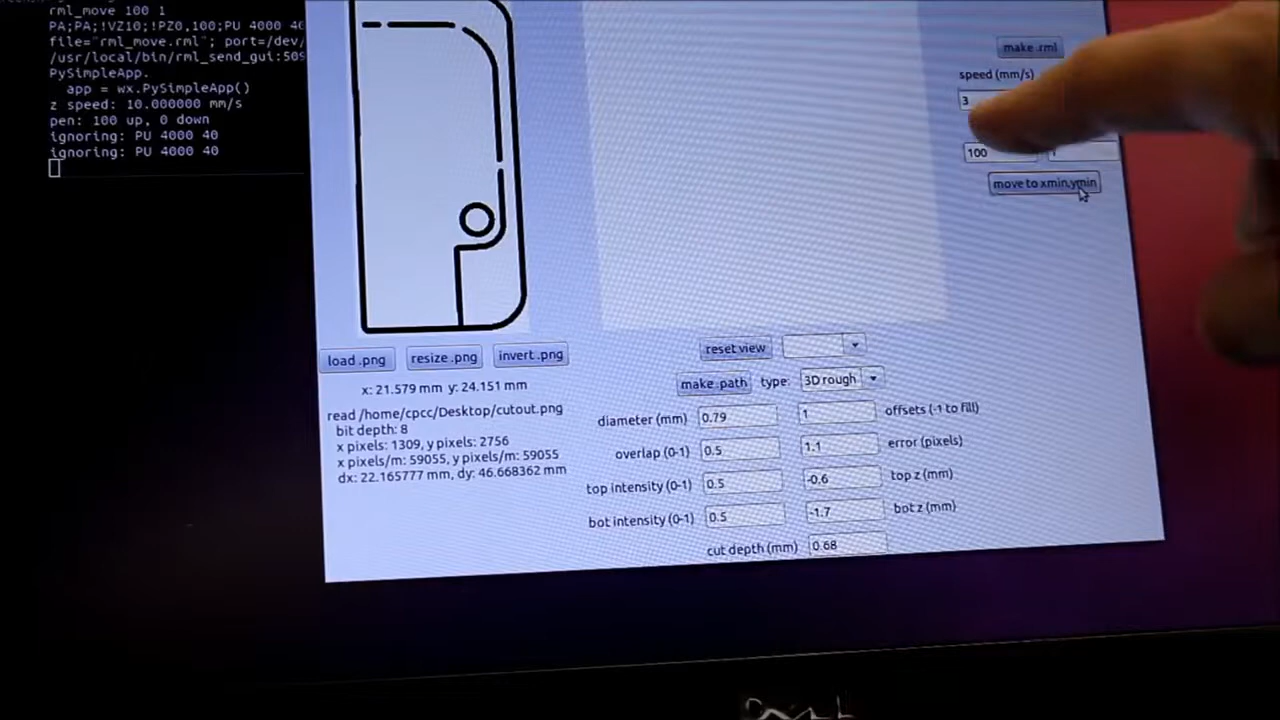 rml_move 100 1
PA;PA;!VZ10;!PZ0,100;PU 4000 40
file="rml_move.rml"; port=/dev/
/usr/local/bin/rml_send_gui:509
PySimpleApp.
app = wx.PySimpleApp()
z speed: 10.000000 mm/s
pen: 100 up, 0 down
ignoring: PU 4000 40
ignoring: PU 4000 40
make .rml
speed (mm/s)
3
100
move to xmin,ymin
load .png
resize .png
invert .png
x: 21.579 mm y: 24.151 mm
read /home/cpcc/Desktop/cutout.png
bit depth: 8
x pixels: 1309, y pixels: 2756
x pixels/m: 59055, y pixels/m: 59055
dx: 22.165777 mm, dy: 46.668362 mm
reset view
make .path type: 3D rough
diameter (mm) 0.79 1 offsets (-1 to fill)
overlap (0-1) 0.5 1.1 error (pixels)
top intensity (0-1) 0.5 -0.6 top z (mm)
bot intensity (0-1) 0.5 -1.7 bot z (mm)
cut depth (mm) 0.68
DELL